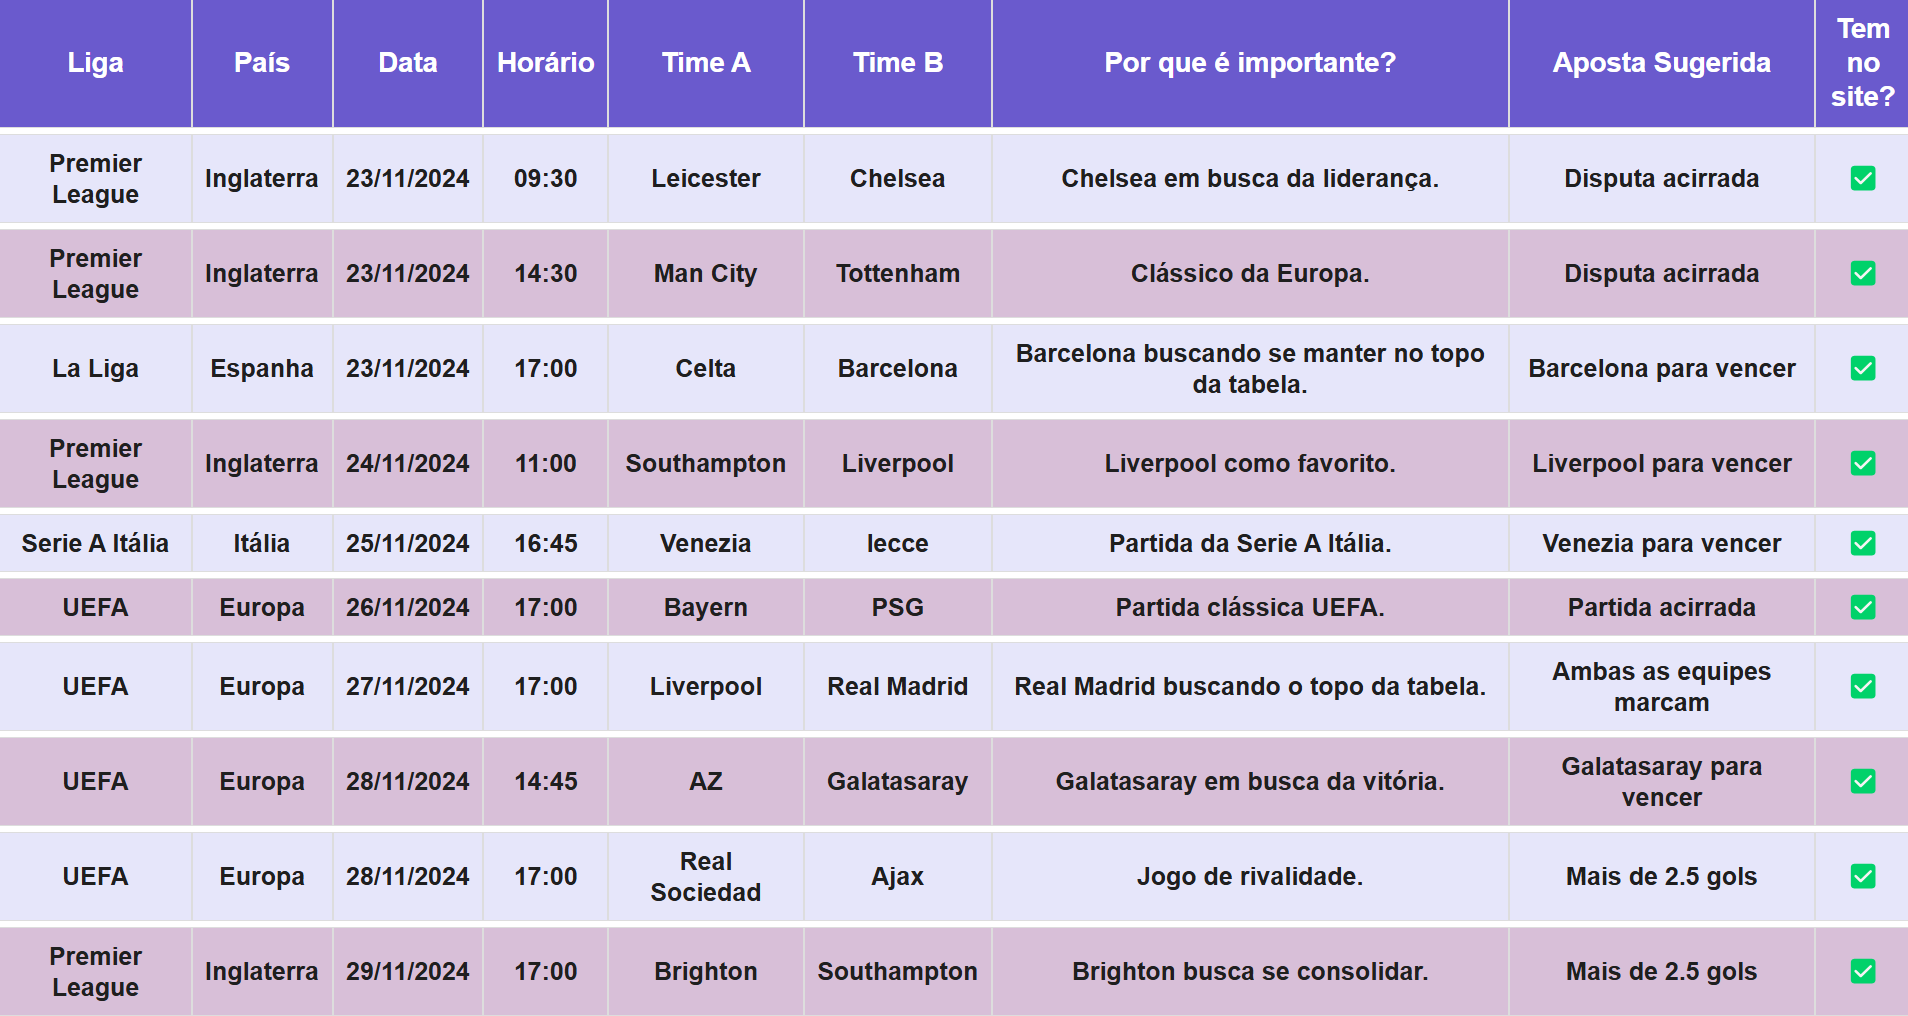 Liga País Data Horário Time A Time B Por que é importante? Aposta Sugerida Tem no site?
Premier League Inglaterra 23/11/2024 09:30 Leicester Chelsea Chelsea em busca da liderança. Disputa acirrada ✅
Premier League Inglaterra 23/11/2024 14:30 Man City Tottenham Clássico da Europa. Disputa acirrada ✅
La Liga Espanha 23/11/2024 17:00 Celta Barcelona Barcelona buscando se manter no topo da tabela. Barcelona para vencer ✅
Premier League Inglaterra 24/11/2024 11:00 Southampton Liverpool Liverpool como favorito. Liverpool para vencer ✅
Serie A Itália Itália 25/11/2024 16:45 Venezia lecce Partida da Serie A Itália. Venezia para vencer ✅
UEFA Europa 26/11/2024 17:00 Bayern PSG Partida clássica UEFA. Partida acirrada ✅
UEFA Europa 27/11/2024 17:00 Liverpool Real Madrid Real Madrid buscando o topo da tabela. Ambas as equipes marcam ✅
UEFA Europa 28/11/2024 14:45 AZ Galatasaray Galatasaray em busca da vitória. Galatasaray para vencer ✅
UEFA Europa 28/11/2024 17:00 Real Sociedad Ajax Jogo de rivalidade. Mais de 2.5 gols ✅
Premier League Inglaterra 29/11/2024 17:00 Brighton Southampton Brighton busca se consolidar. Mais de 2.5 gols ✅